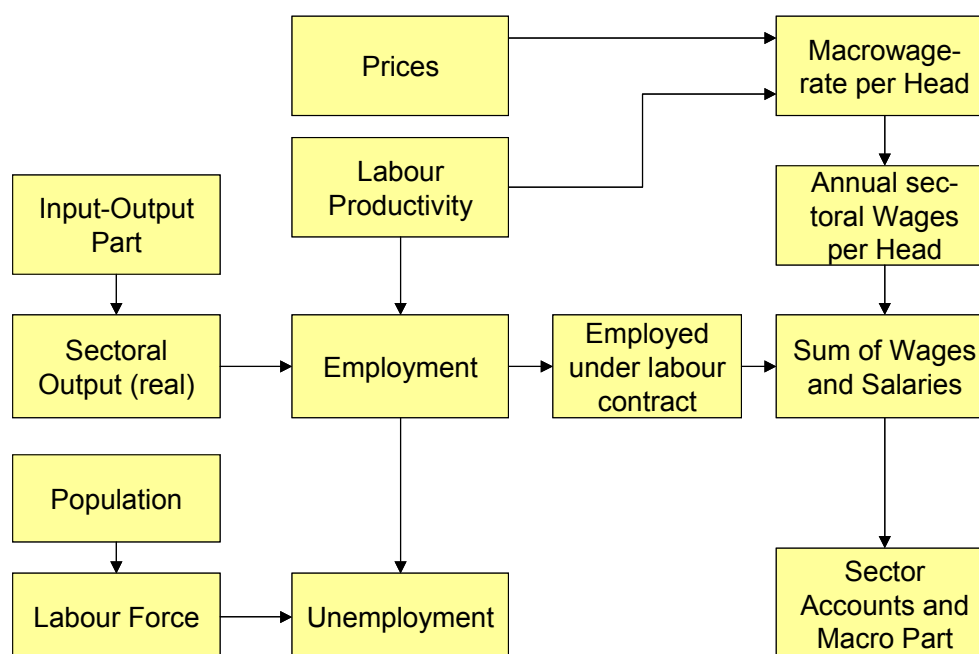 Prices
Macrowage-
rate per Head
Labour
Productivity
Input-Output
Part
Annual sec-
toral Wages
per Head
Sectoral
Output (real)
Employment
Employed
under labour
contract
Sum of Wages
and Salaries
Population
Labour Force
Unemployment
Sector
Accounts and
Macro Part